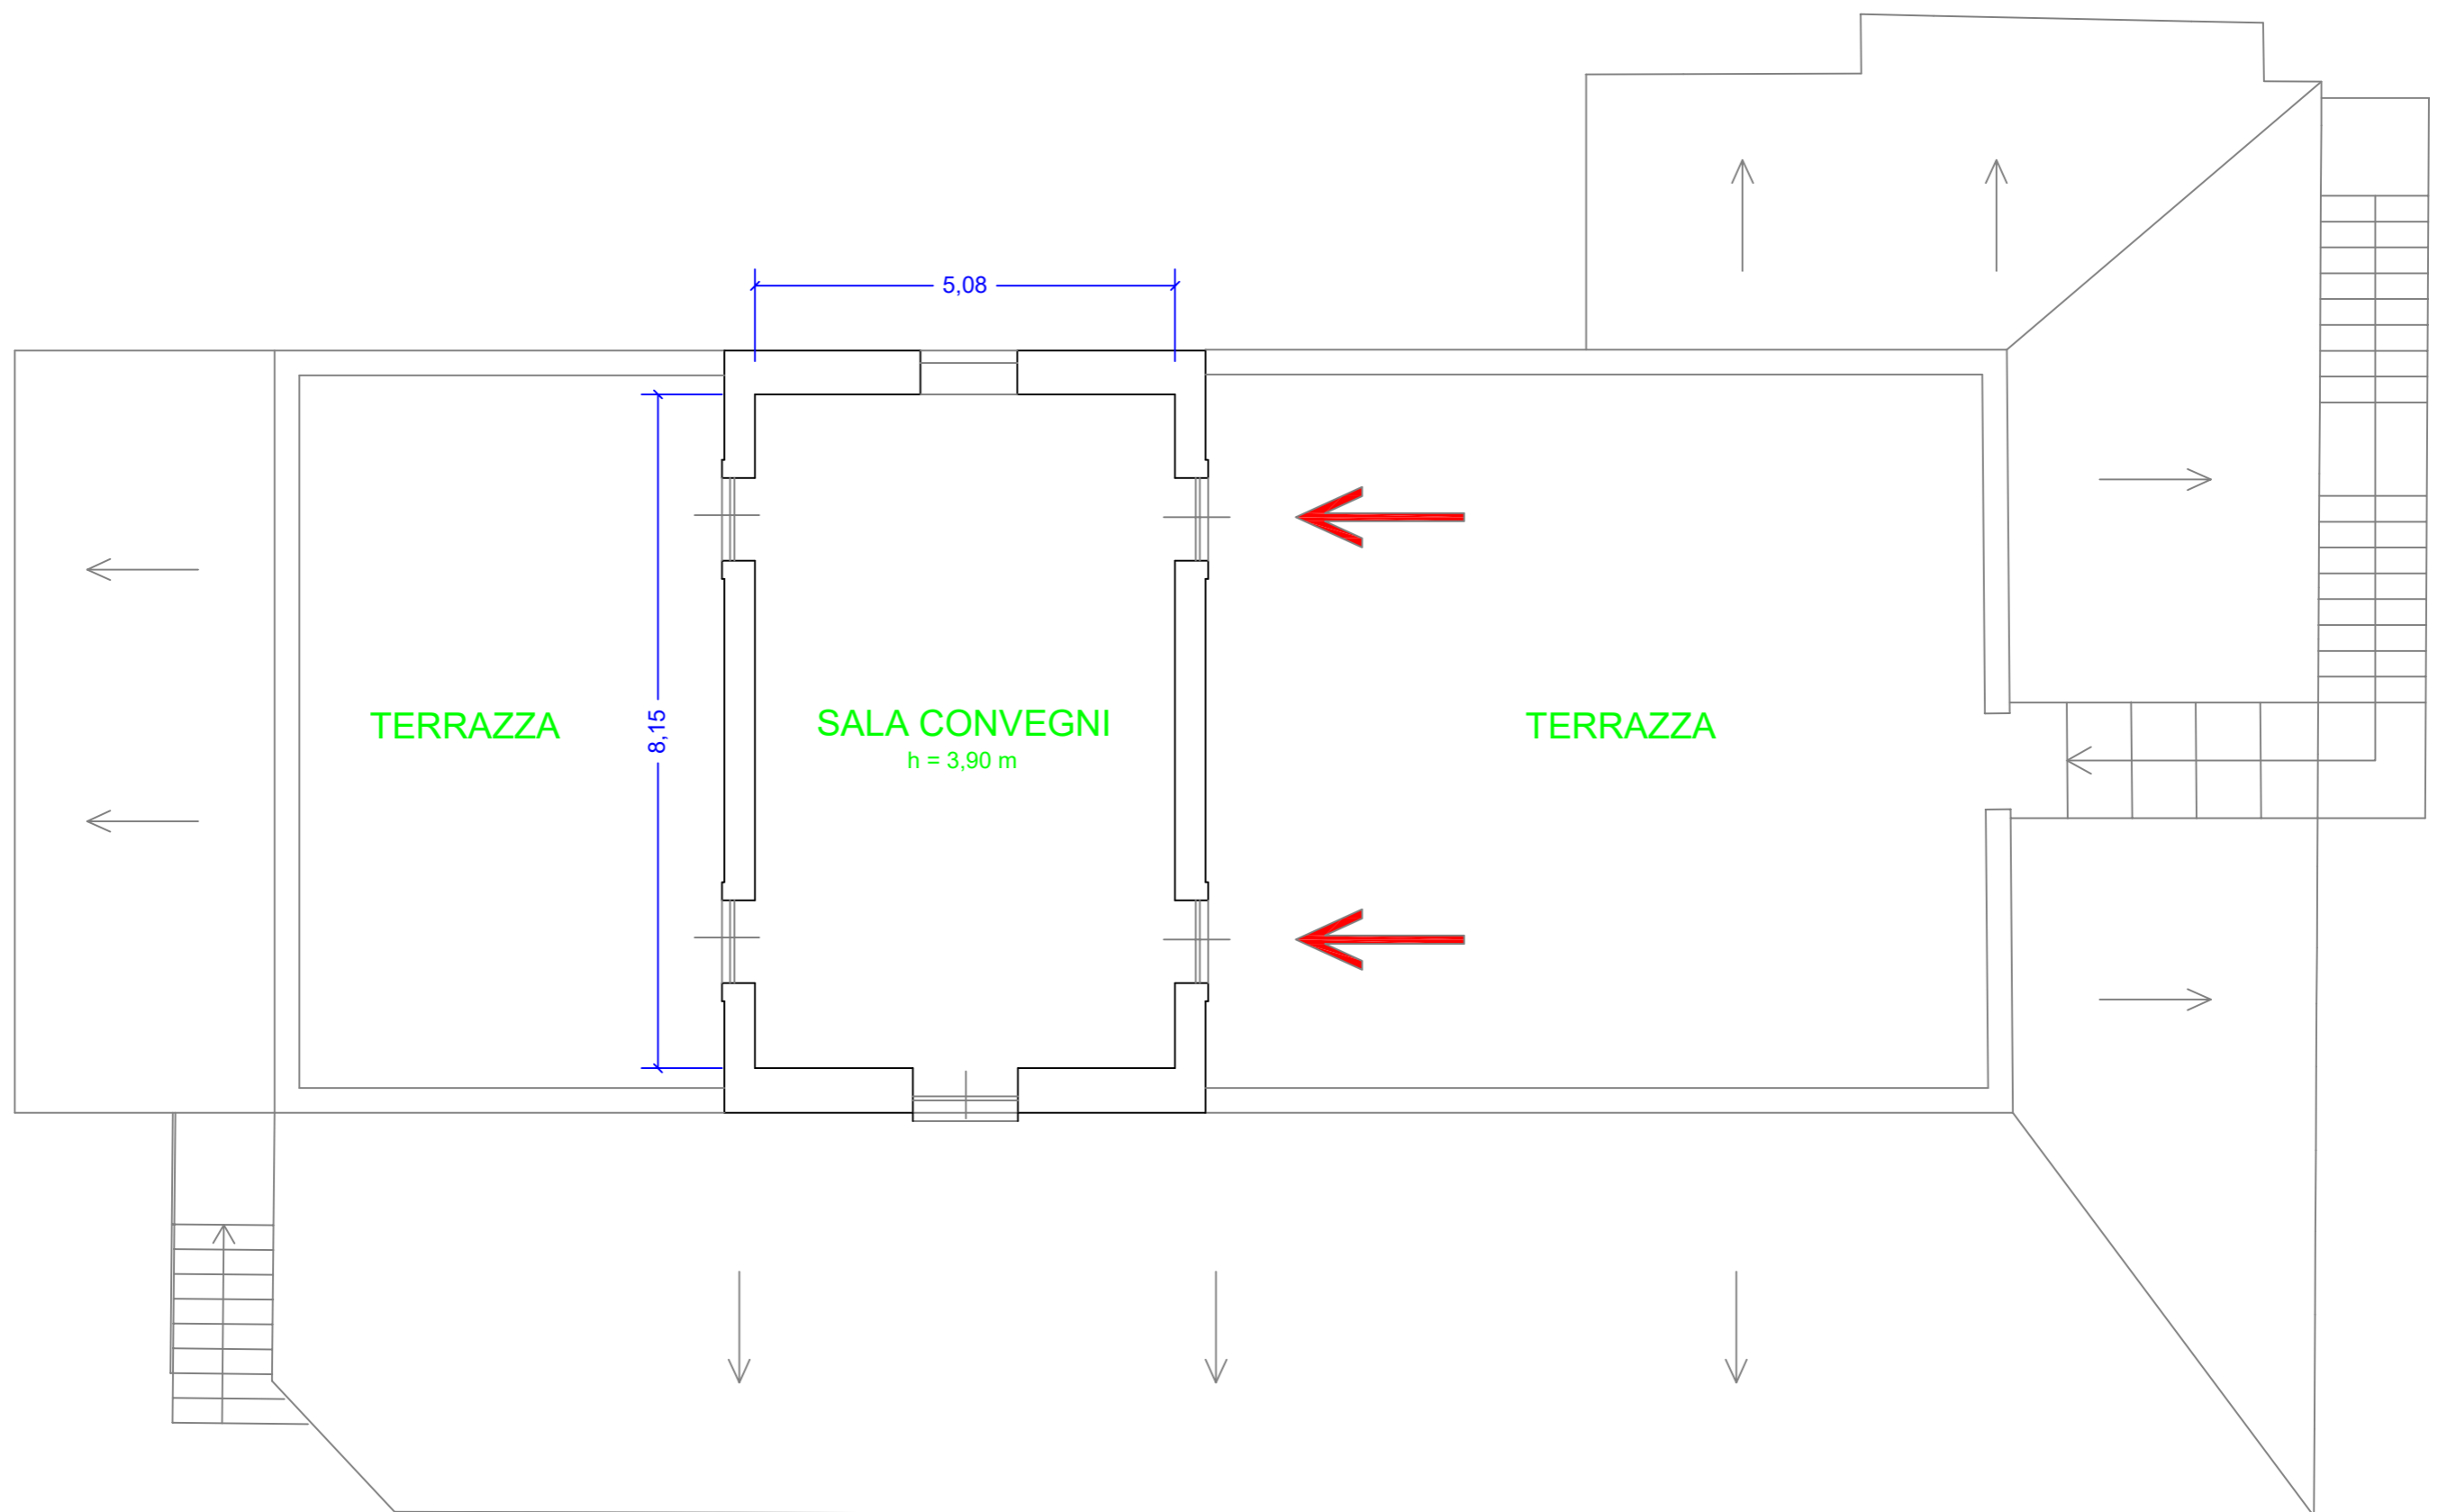 5,08
TERRAZZA
8,15
SALA CONVEGNI
h = 3,90 m
TERRAZZA